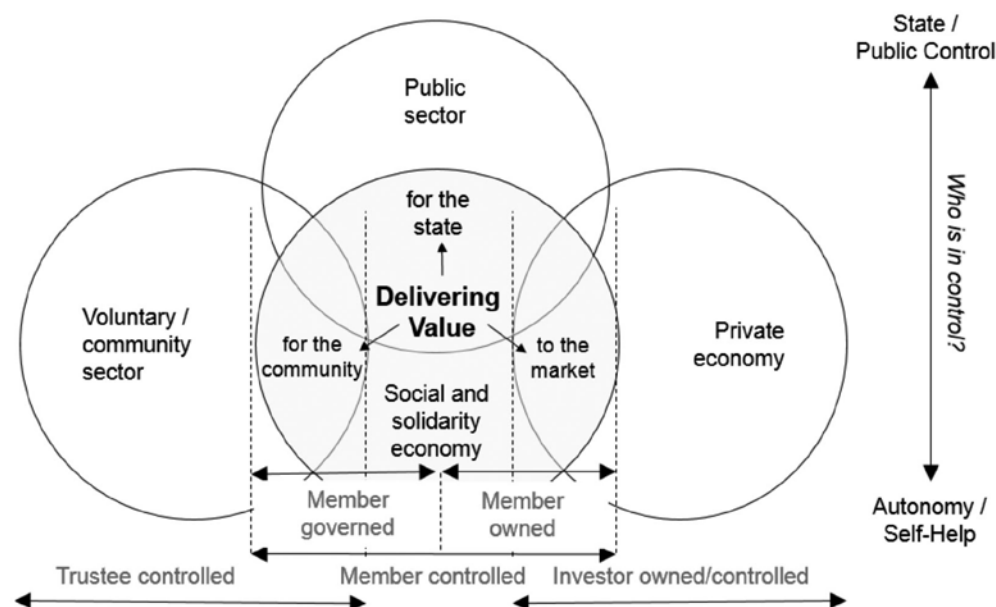 State /
Public Control
Public
sector
for the
state
Who is in control?
Delivering
Value
Voluntary /
community
sector
for the
community
to the
market
Private
economy
Social and
solidarity
economy
Member
governed
Member
owned
Autonomy /
Self-Help
Trustee controlled
Member controlled
Investor owned/controlled